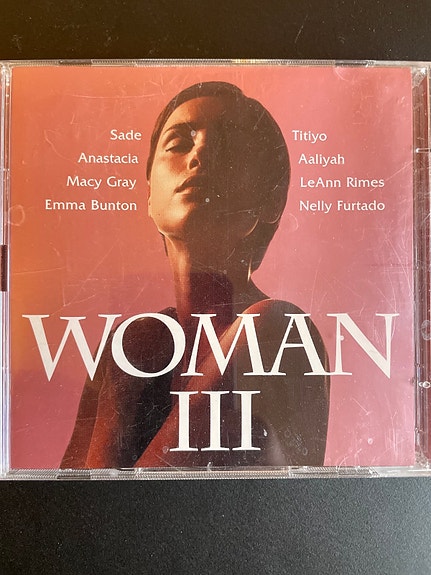 Sade
Anastacia
Macy Gray
Emma Bunton
Titiyo
Aaliyah
LeAnn Rimes
Nelly Furtado
WOMAN
III